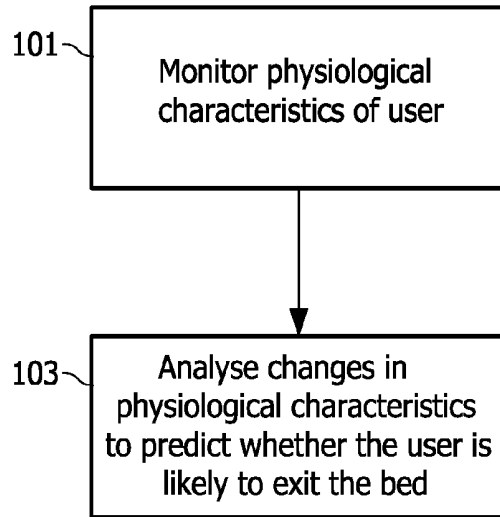 101
Monitor physiological
characteristics of user
103
Analyse changes in
physiological characteristics
to predict whether the user is
likely to exit the bed